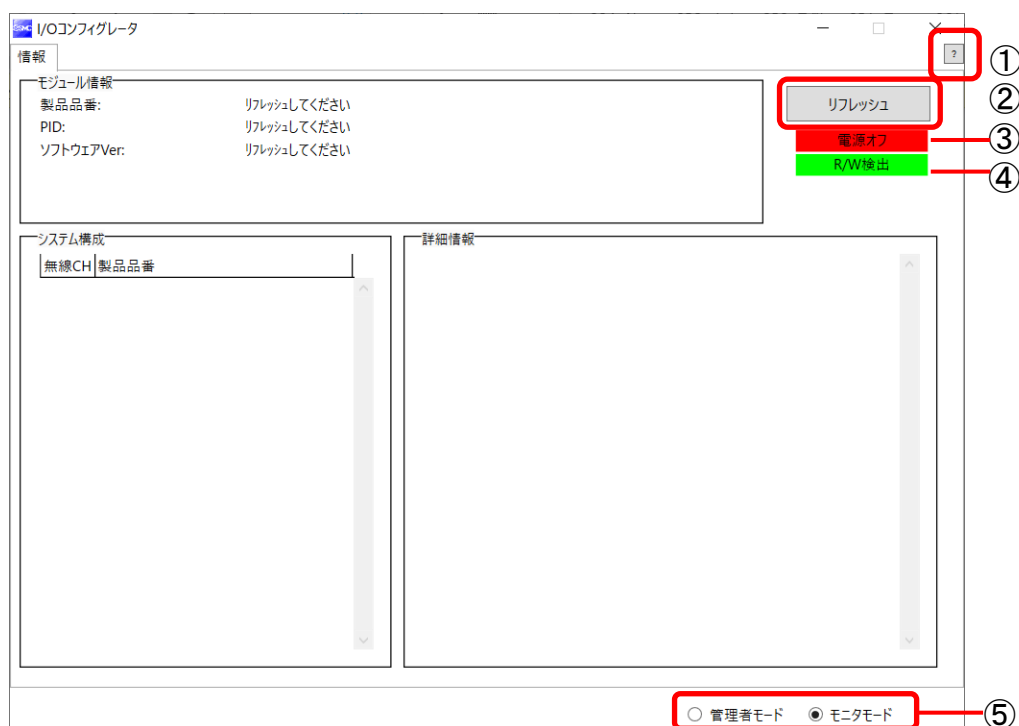 SMC I/Oコンフィグレータ
情報
?
①
モジュール情報
製品品番: リフレッシュしてください
PID: リフレッシュしてください
ソフトウェアVer: リフレッシュしてください
リフレッシュ
②
電源オフ
③
R/W検出
④
システム構成
無線CH 製品品番
詳細情報
管理者モード モニタモード
⑤